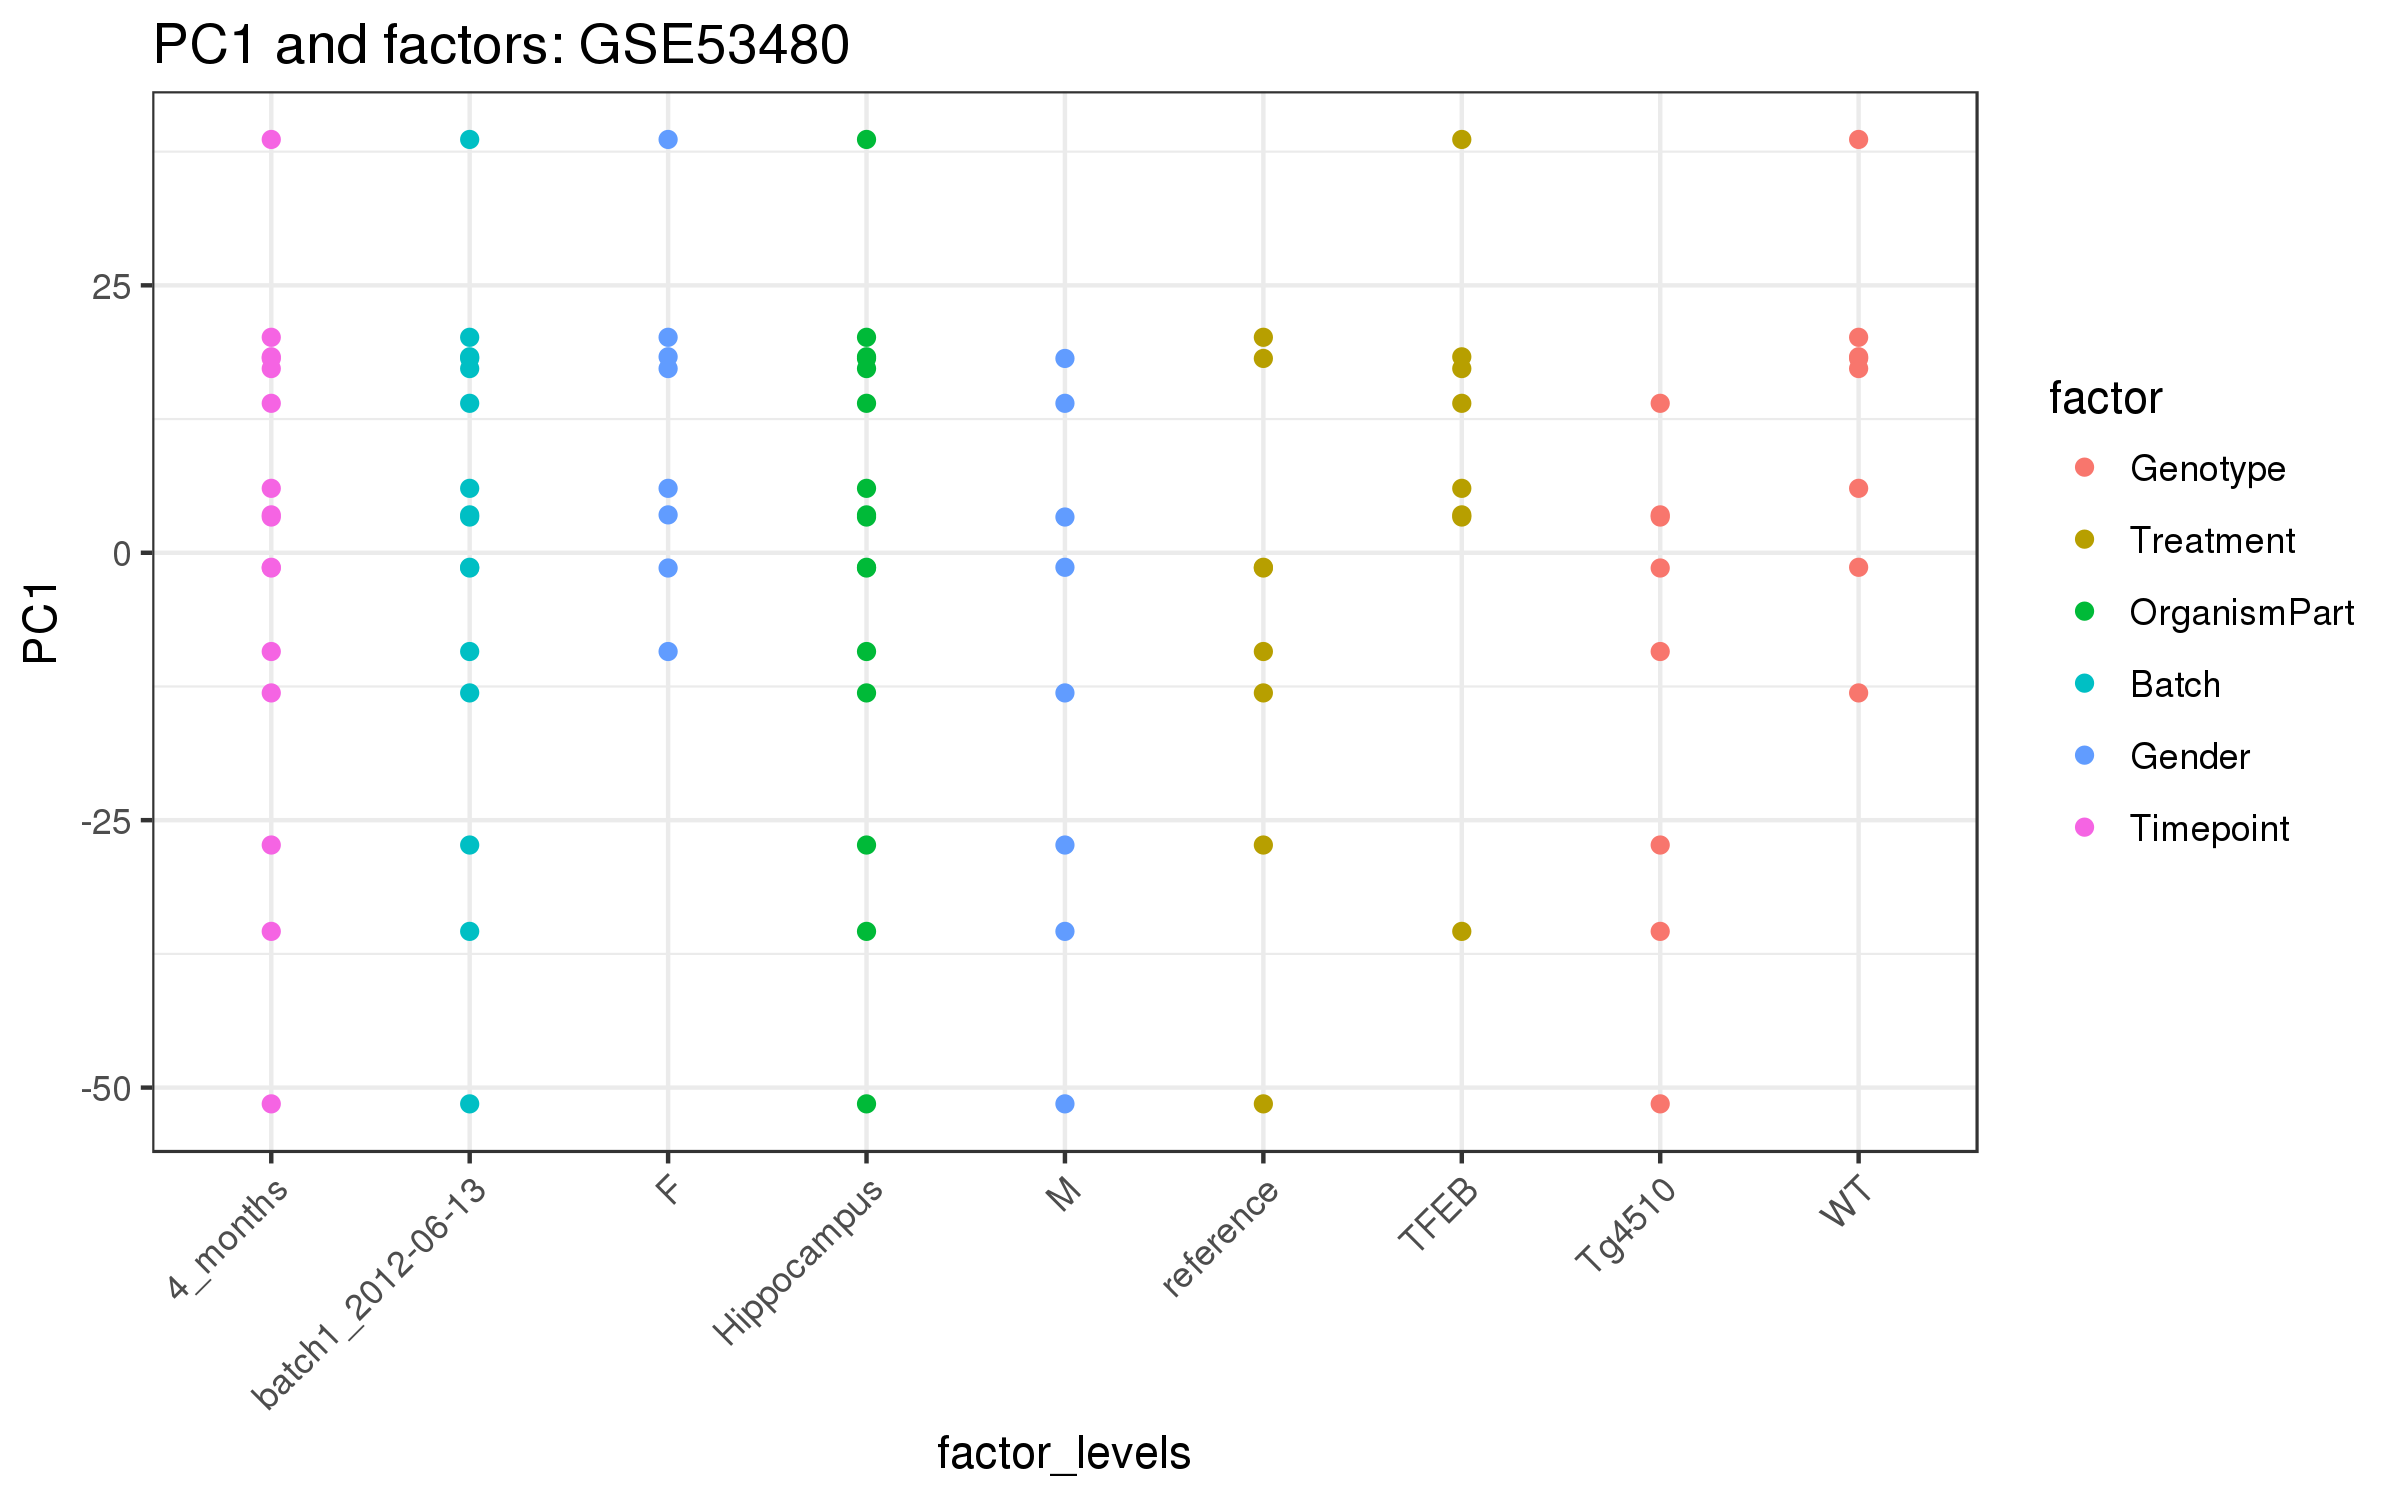 PC1 and factors: GSE53480
PC1
25
0
-25
-50
4_months
batch1_2012-06-13
F
Hippocampus
M
reference
TFEB
Tg4510
WT
factor_levels
factor
Genotype
Treatment
OrganismPart
Batch
Gender
Timepoint